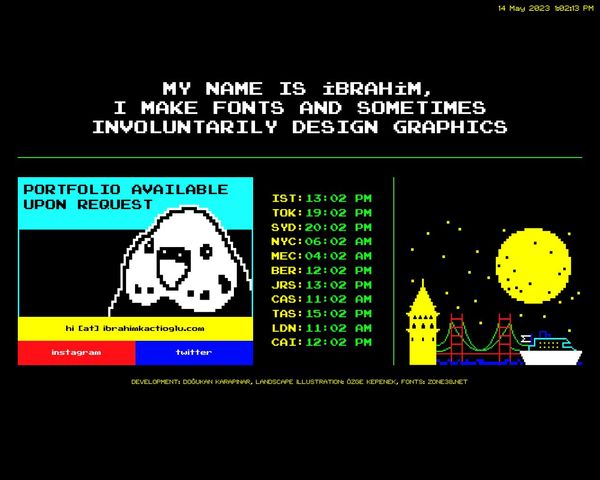 14 May 2023 1:02:13 PM
MY NAME IS iBRAHiM,
I MAKE FONTS AND SOMETIMES
INVOLUNTARILY DESIGN GRAPHICS
PORTFOLIO AVAILABLE
UPON REQUEST
hi [at] ibrahimkactioglu.com
instagram
twitter
IST: 13:02 PM
TOK: 19:02 PM
SYD: 20:02 PM
NYC: 06:02 AM
MEC: 04:02 AM
BER: 12:02 PM
JRS: 13:02 PM
CAS: 11:02 AM
TAS: 15:02 PM
LDN: 11:02 AM
CAI: 12:02 PM
DEVELOPMENT: DOĞUKAN KARAPINAR, LANDSCAPE iLLUSTRATION: ÖZGE KEPENEK, FONTS: ZONE38.NET